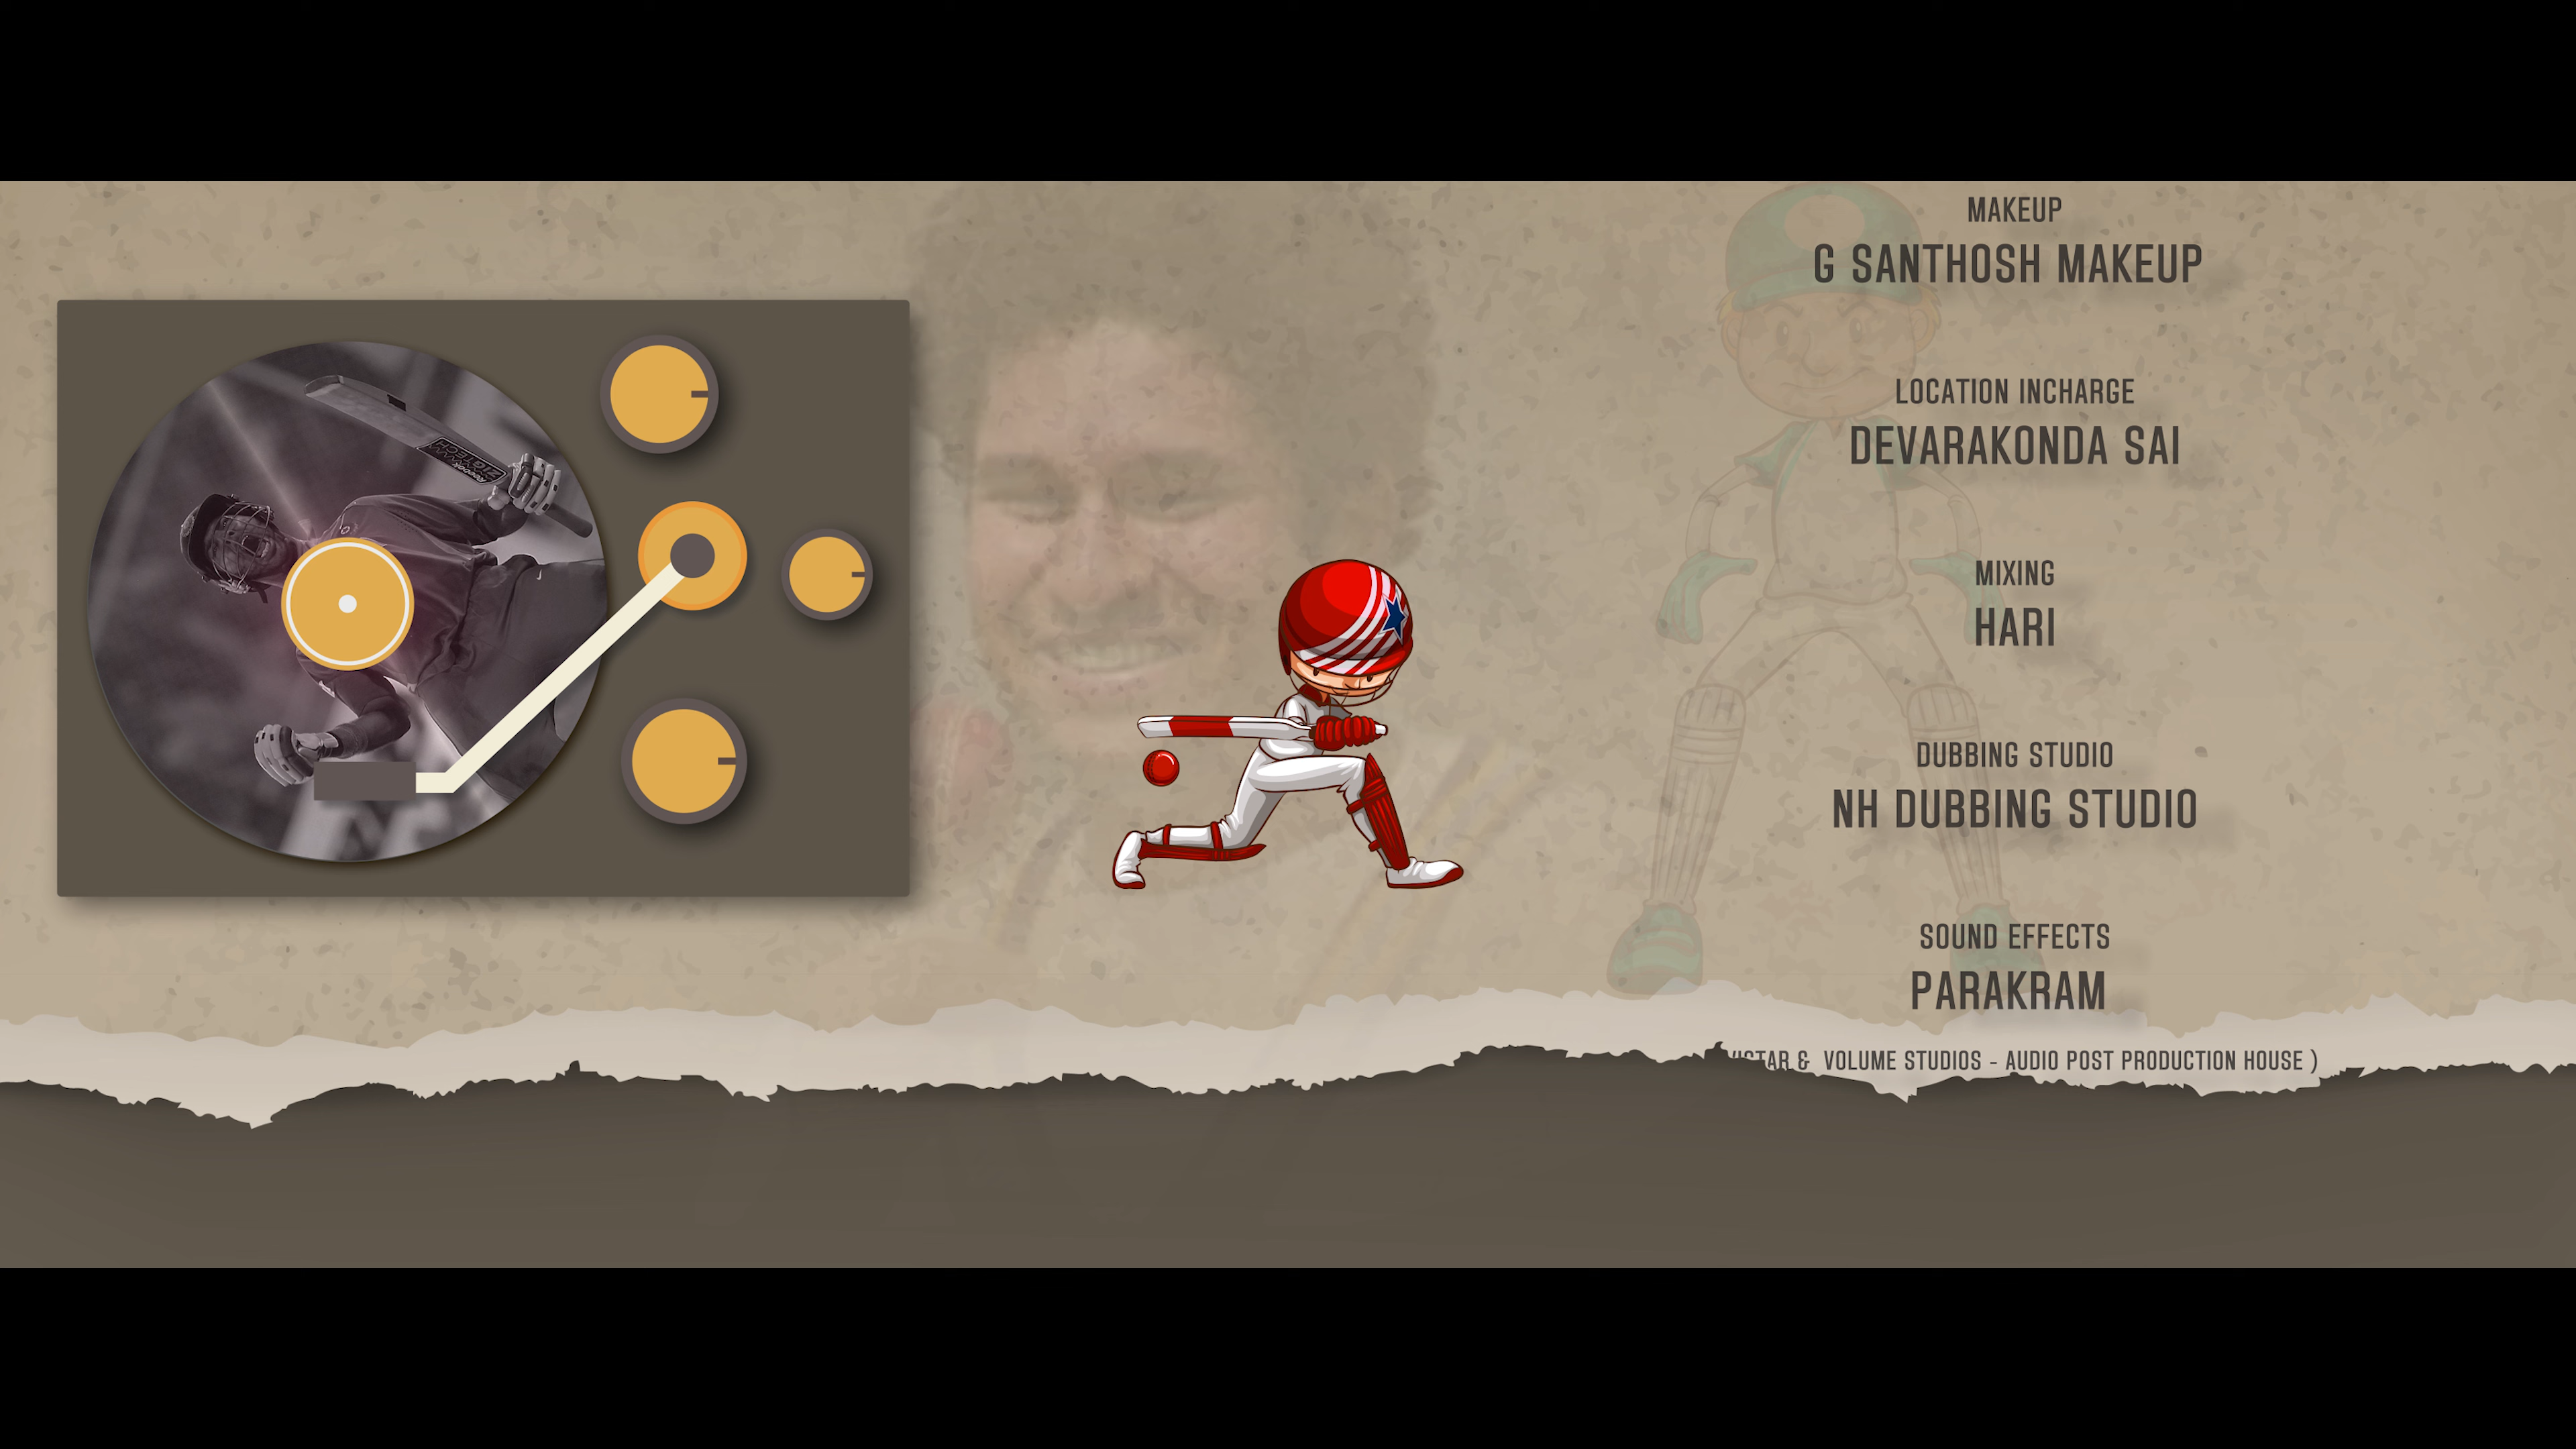 MAKEUP
G SANTHOSH MAKEUP
LOCATION INCHARGE
DEVARAKONDA SAI
MIXING
HARI
DUBBING STUDIO
NH DUBBING STUDIO
SOUND EFFECTS
PARAKRAM
& VOLUME STUDIOS - AUDIO POST PRODUCTION HOUSE )